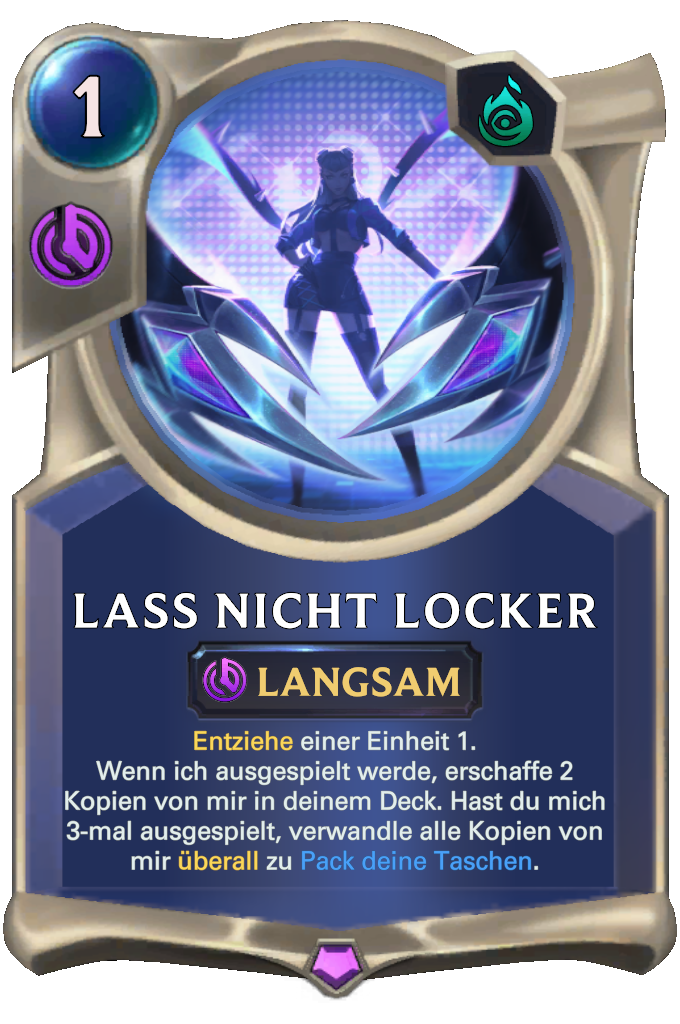 1
LASS NICHT LOCKER
LANGSAM
Entziehe einer Einheit 1.
Wenn ich ausgespielt werde, erschaffe 2
Kopien von mir in deinem Deck. Hast du mich
3-mal ausgespielt, verwandle alle Kopien von
mir überall zu Pack deine Taschen.